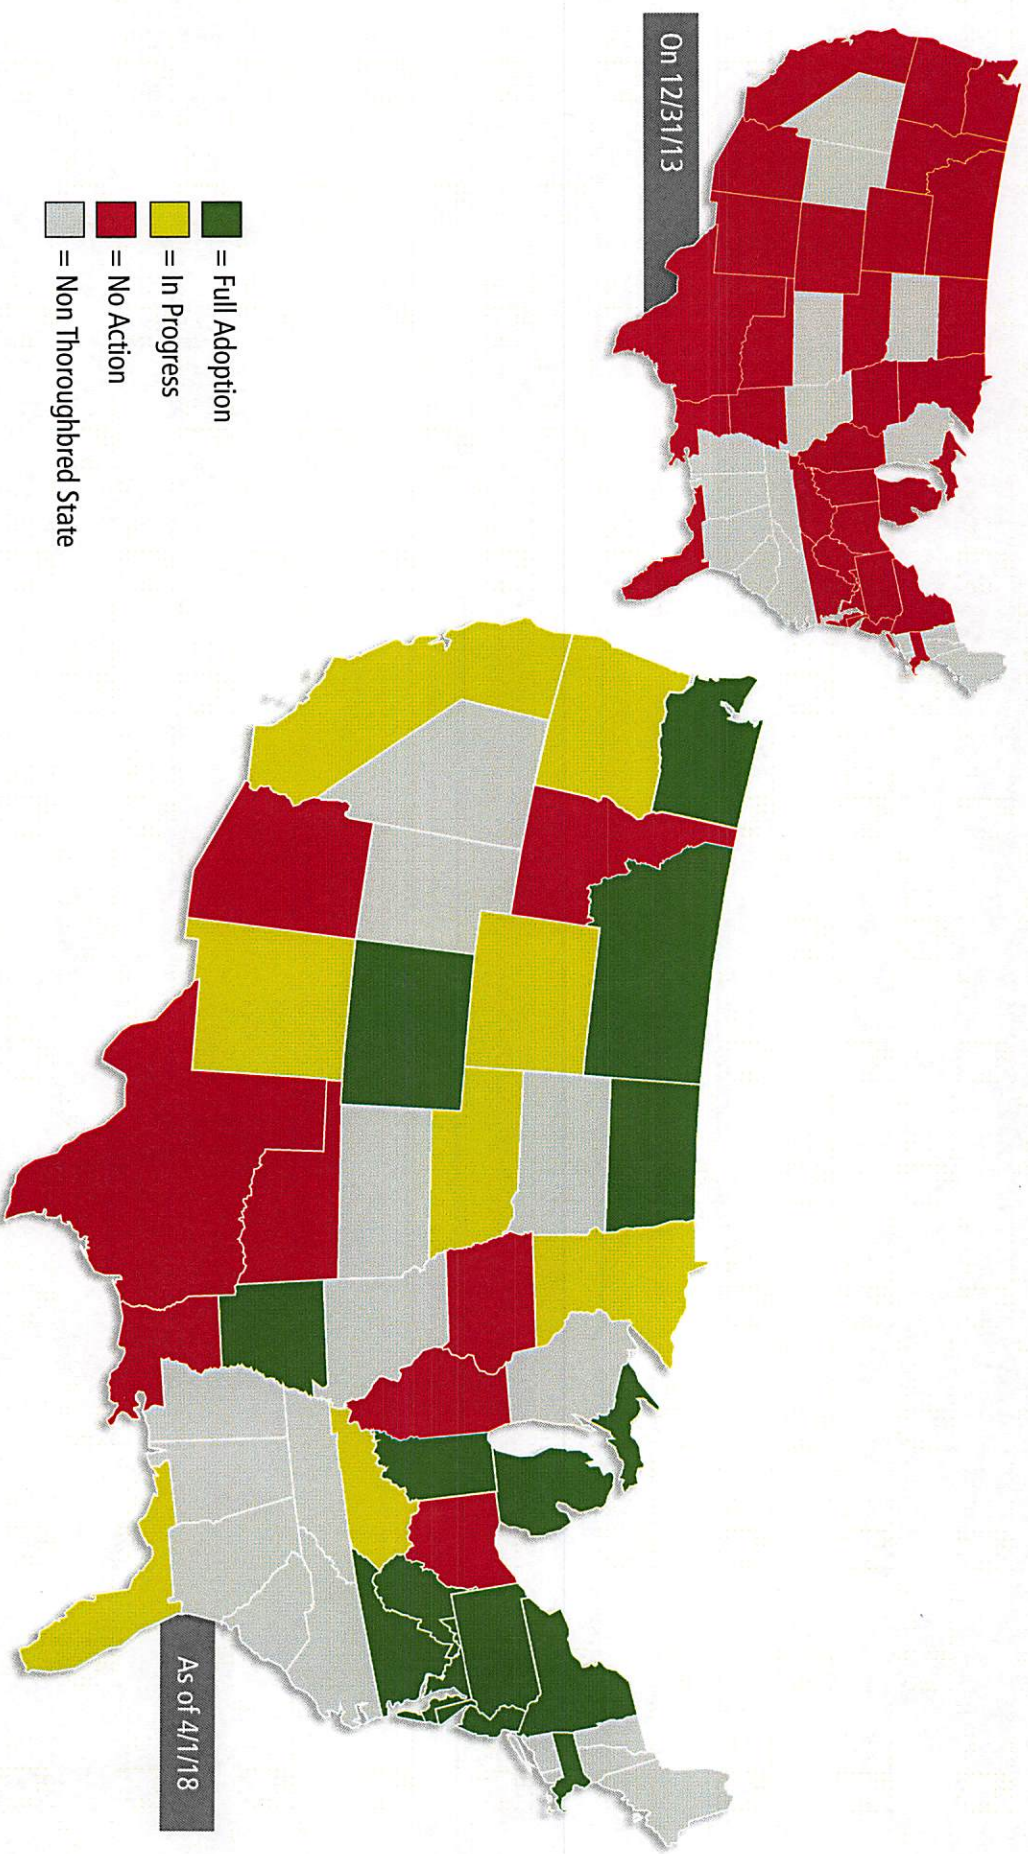 On 12/31/13
= Full Adoption
= In Progress
= No Action
= Non Thoroughbred State
As of 4/1/18